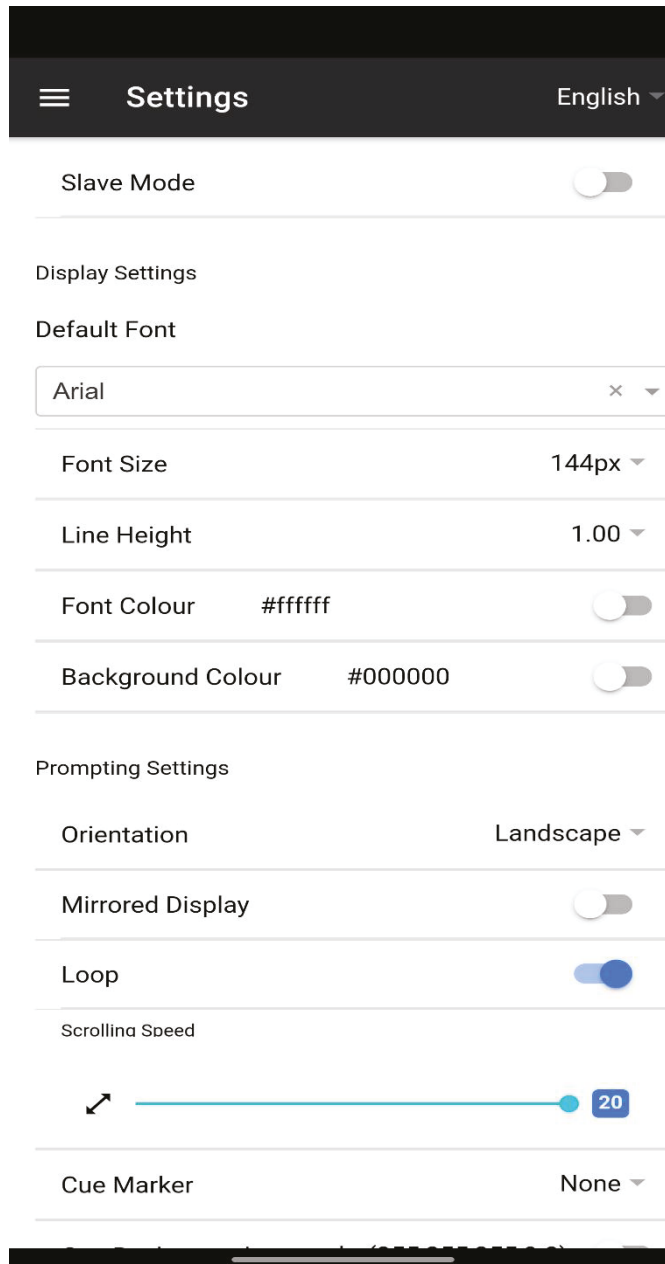 Settings English
Slave Mode
Display Settings
Default Font
Arial
Font Size 144px
Line Height 1.00
Font Colour #ffffff
Background Colour #000000
Prompting Settings
Orientation Landscape
Mirrored Display
Loop
Scrolling Speed
20
Cue Marker None